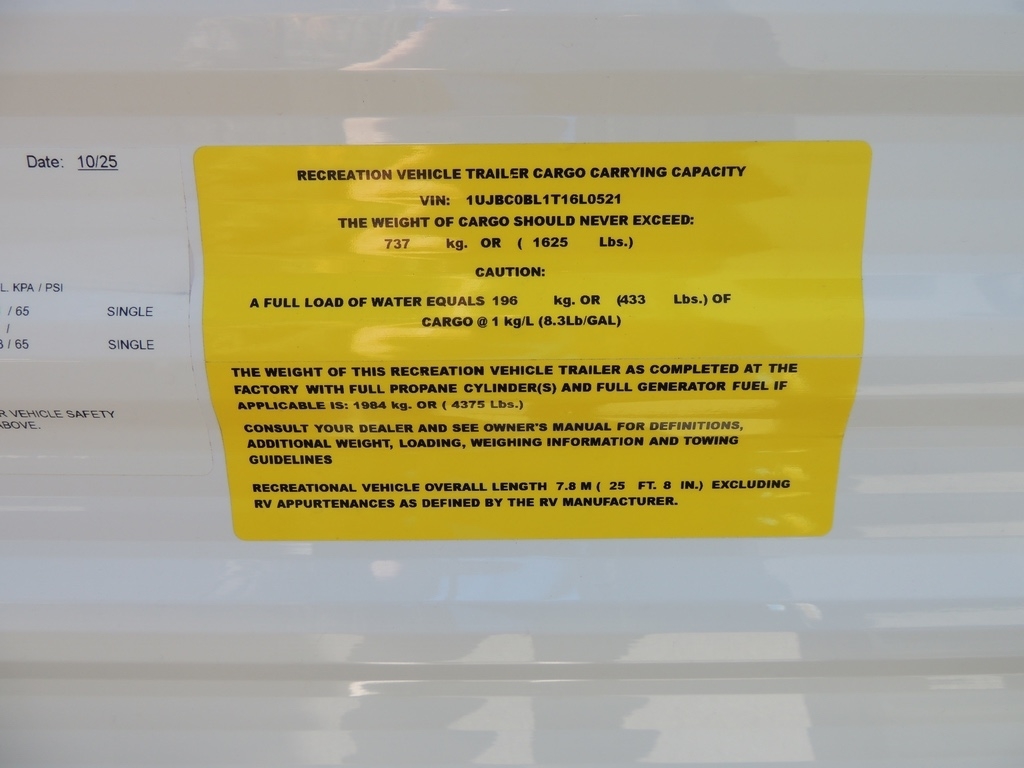 Date: 10/25
L. KPA / PSI
/ 65 SINGLE
/
/ 65 SINGLE
VEHICLE SAFETY
ABOVE.
RECREATION VEHICLE TRAILER CARGO CARRYING CAPACITY
VIN: 1UJBC0BL1T16L0521
THE WEIGHT OF CARGO SHOULD NEVER EXCEED:
737 kg. OR ( 1625 Lbs.)
CAUTION:
A FULL LOAD OF WATER EQUALS 196 kg. OR (433 Lbs.) OF
CARGO @ 1 kg/L (8.3Lb/GAL)
THE WEIGHT OF THIS RECREATION VEHICLE TRAILER AS COMPLETED AT THE
FACTORY WITH FULL PROPANE CYLINDER(S) AND FULL GENERATOR FUEL IF
APPLICABLE IS: 1984 kg. OR ( 4375 Lbs.)
CONSULT YOUR DEALER AND SEE OWNER'S MANUAL FOR DEFINITIONS,
ADDITIONAL WEIGHT, LOADING, WEIGHING INFORMATION AND TOWING
GUIDELINES
RECREATIONAL VEHICLE OVERALL LENGTH 7.8 M ( 25 FT. 8 IN.) EXCLUDING
RV APPURTENANCES AS DEFINED BY THE RV MANUFACTURER.